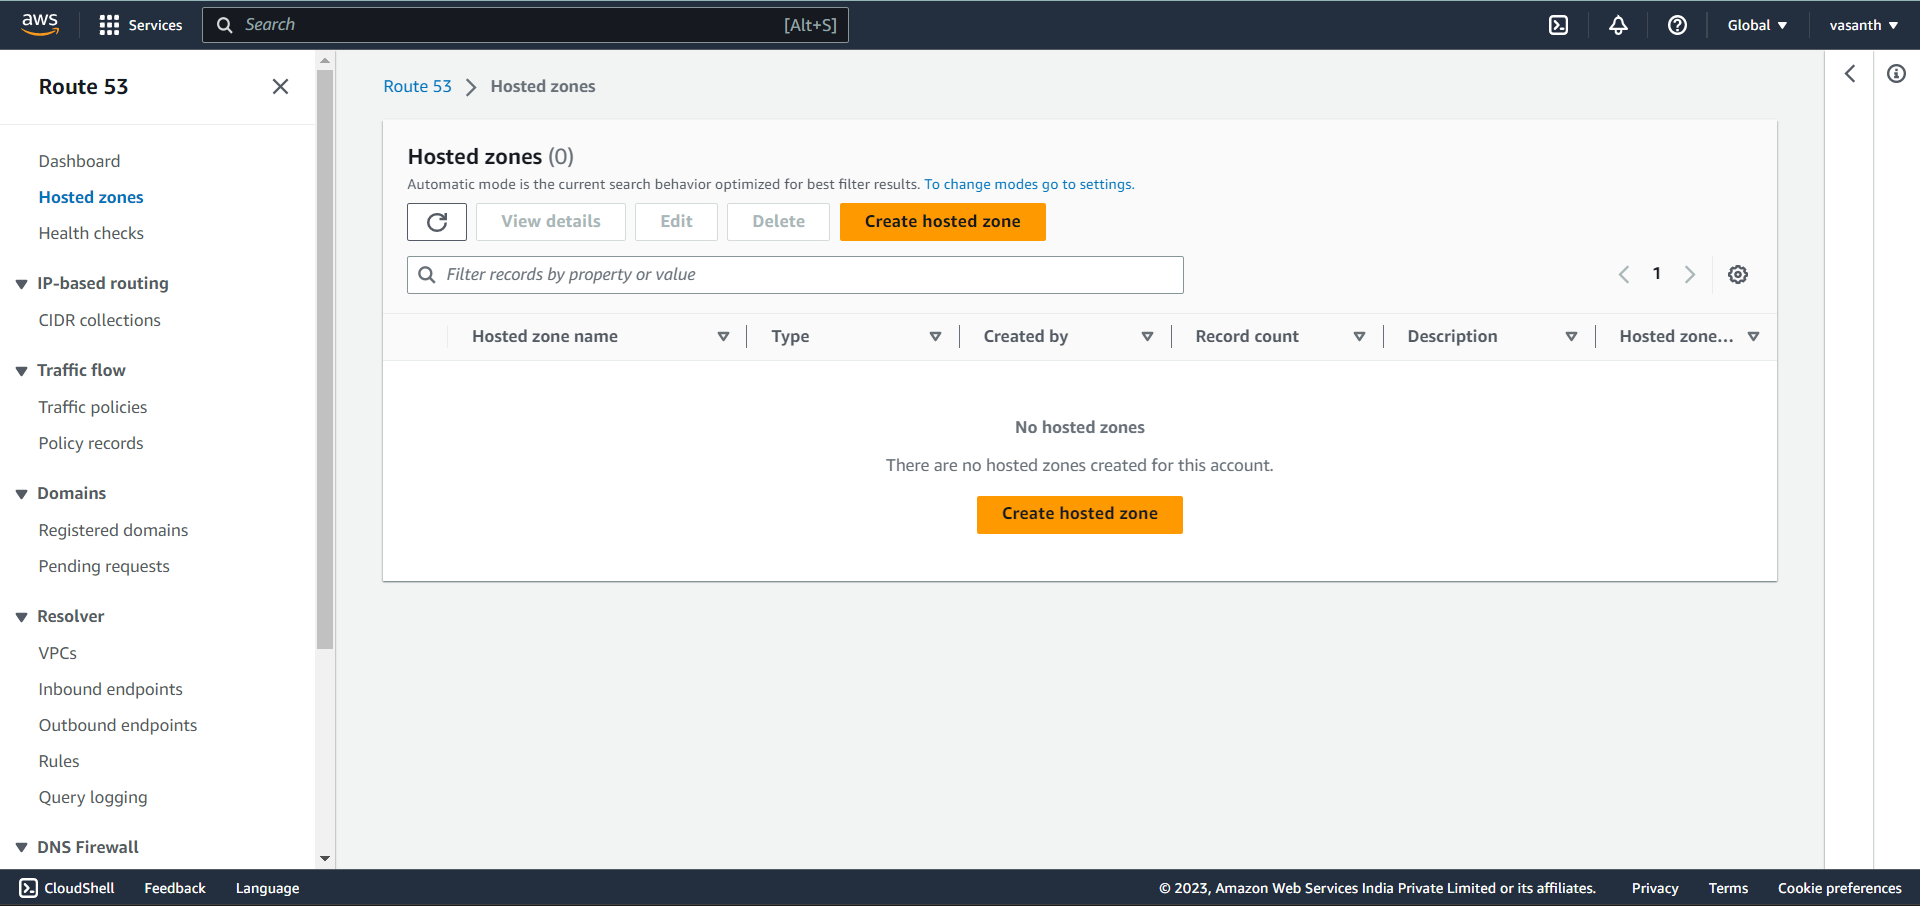 aws
Services
Search [Alt+S]
Global
vasanth
Route 53
Dashboard
Hosted zones
Health checks
IP-based routing
CIDR collections
Traffic flow
Traffic policies
Policy records
Domains
Registered domains
Pending requests
Resolver
VPCs
Inbound endpoints
Outbound endpoints
Rules
Query logging
DNS Firewall
Route 53 > Hosted zones
Hosted zones (0)
Automatic mode is the current search behavior optimized for best filter results. To change modes go to settings.
View details Edit Delete Create hosted zone
Filter records by property or value
1
Hosted zone name Type Created by Record count Description Hosted zone...
No hosted zones
There are no hosted zones created for this account.
Create hosted zone
CloudShell Feedback Language © 2023, Amazon Web Services India Private Limited or its affiliates. Privacy Terms Cookie preferences